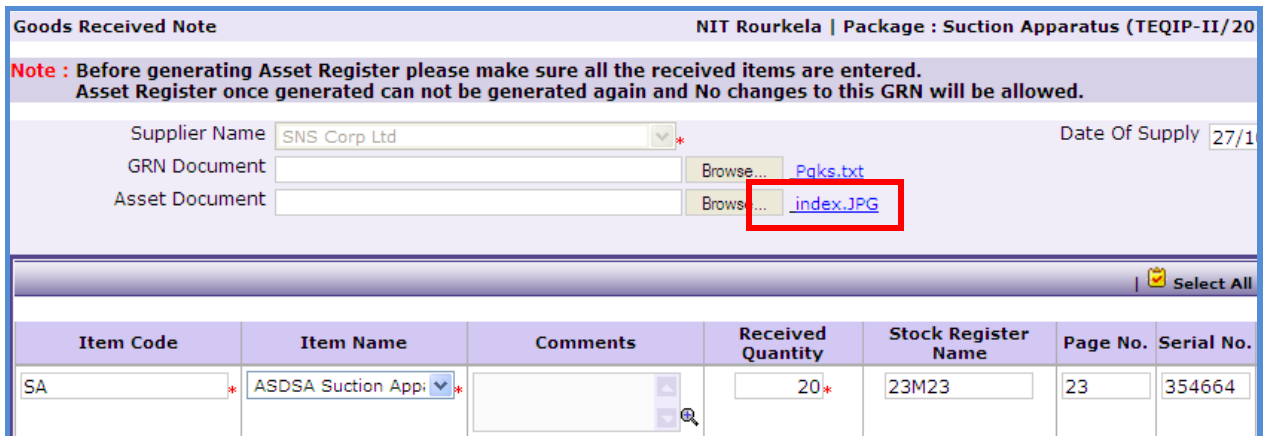 Goods Received Note NIT Rourkela | Package : Suction Apparatus (TEQIP-II/20
Note : Before generating Asset Register please make sure all the received items are entered.
Asset Register once generated can not be generated again and No changes to this GRN will be allowed.
Supplier Name SNS Corp Ltd * Date Of Supply 27/1
GRN Document Browse... _Pqks.txt
Asset Document Browse... _index.JPG
| Select All
Item Code Item Name Comments Received Quantity Stock Register Name Page No. Serial No.
SA * ASDSA Suction Appa * 20 * 23M23 23 354664